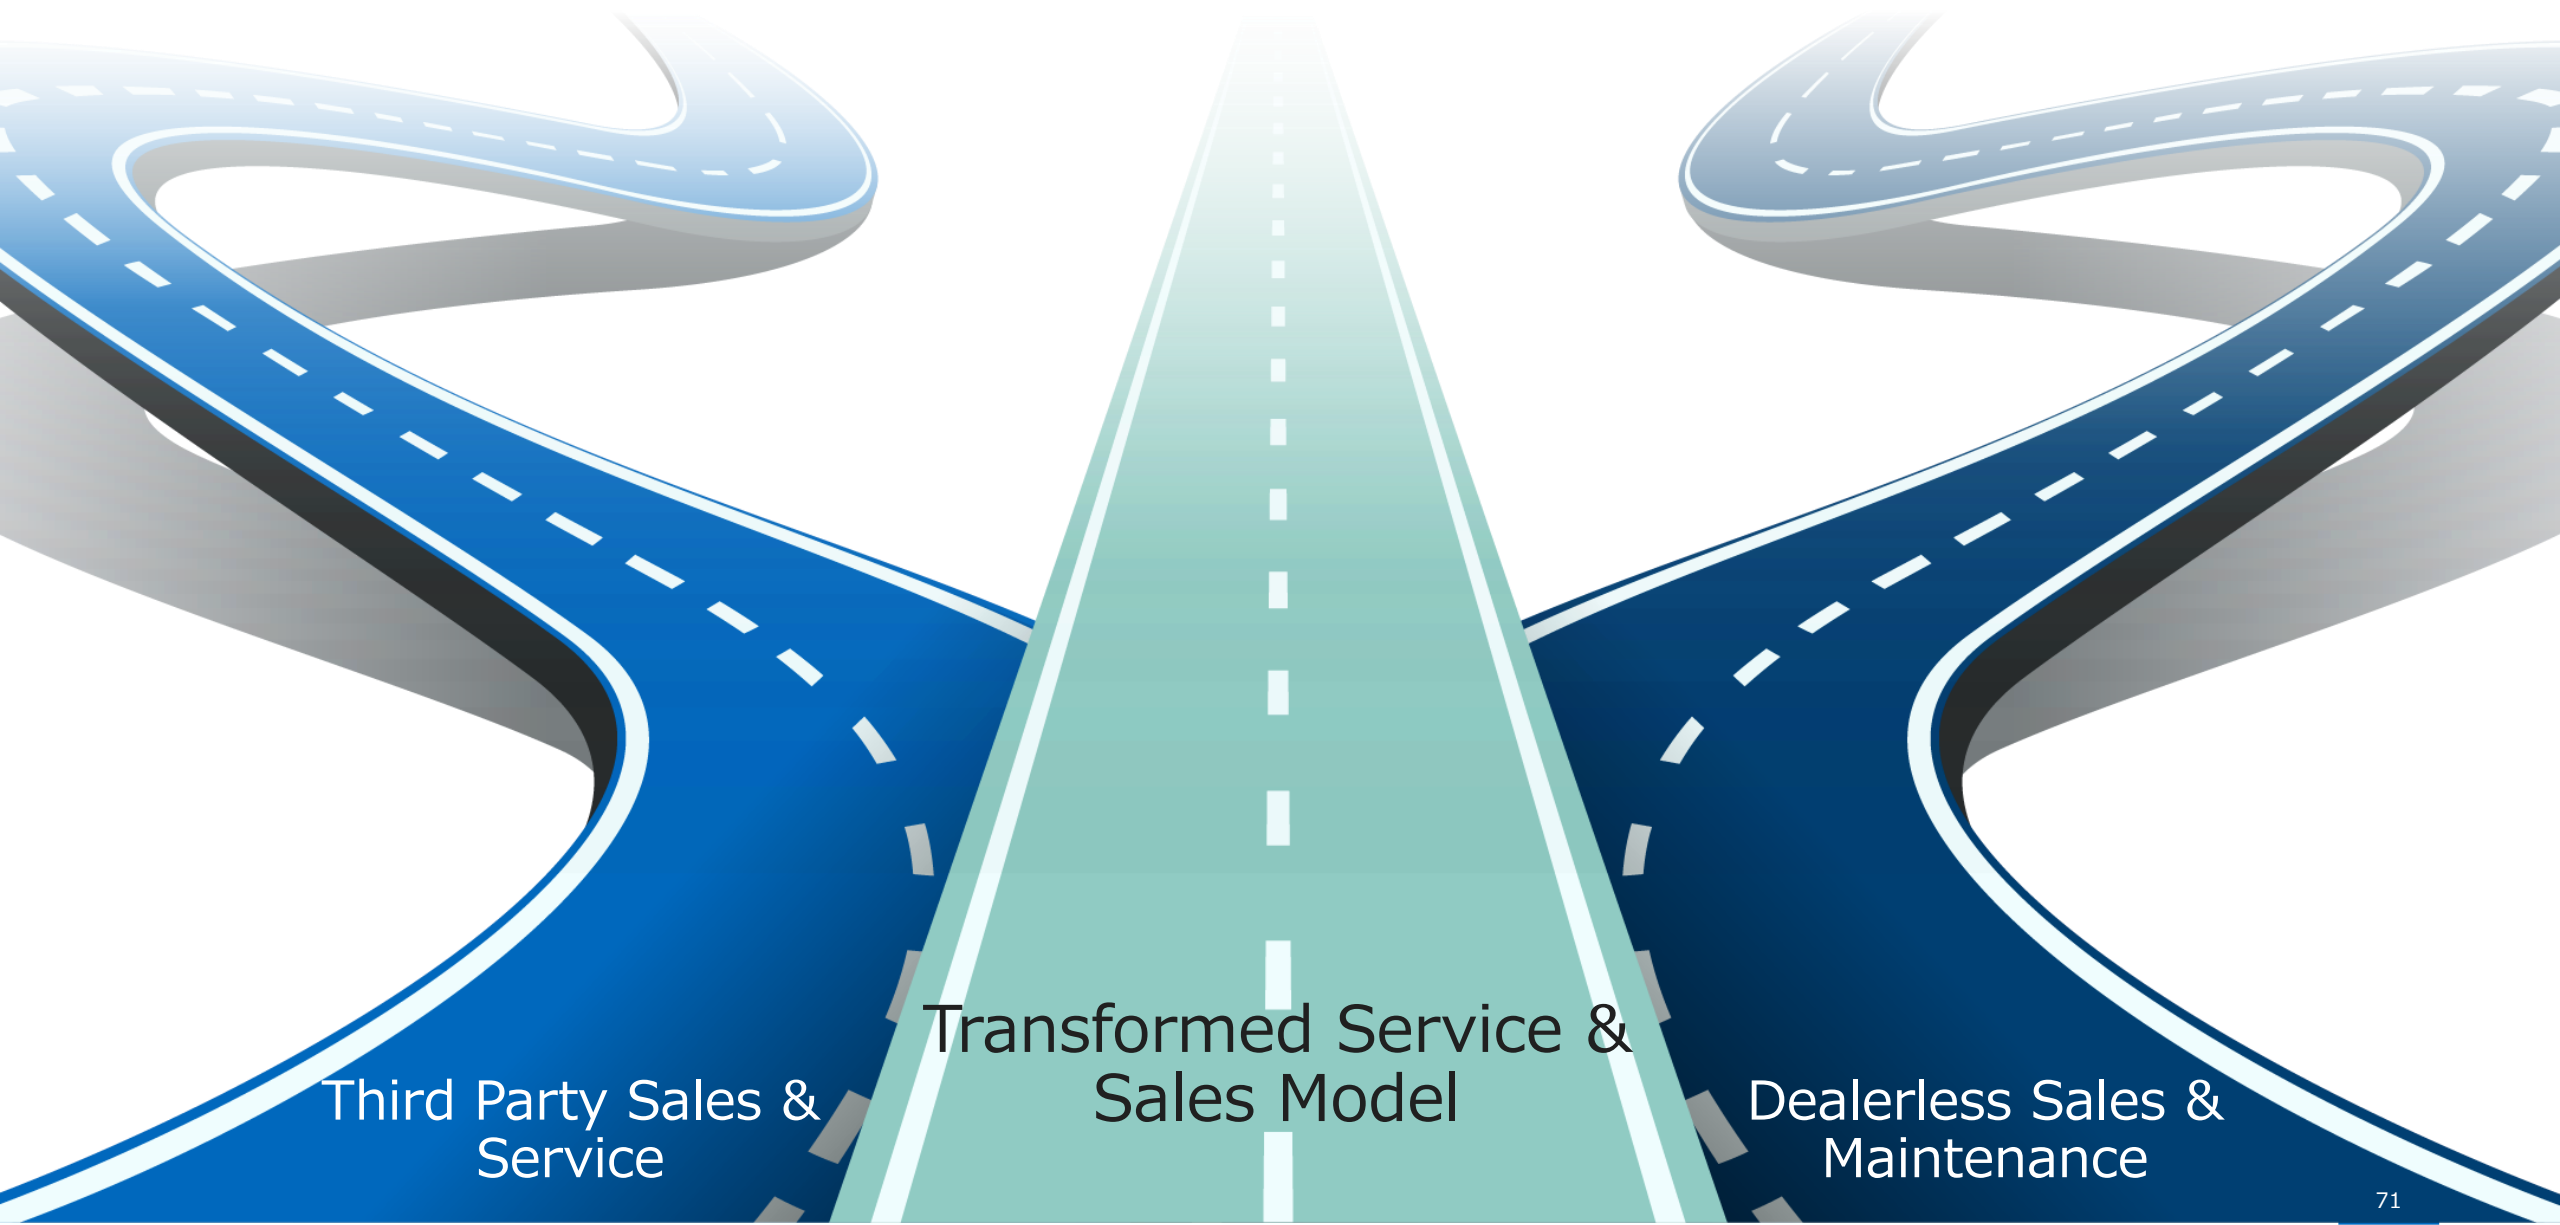 Third Party Sales &
Service
Transformed Service &
Sales Model
Dealerless Sales &
Maintenance
71